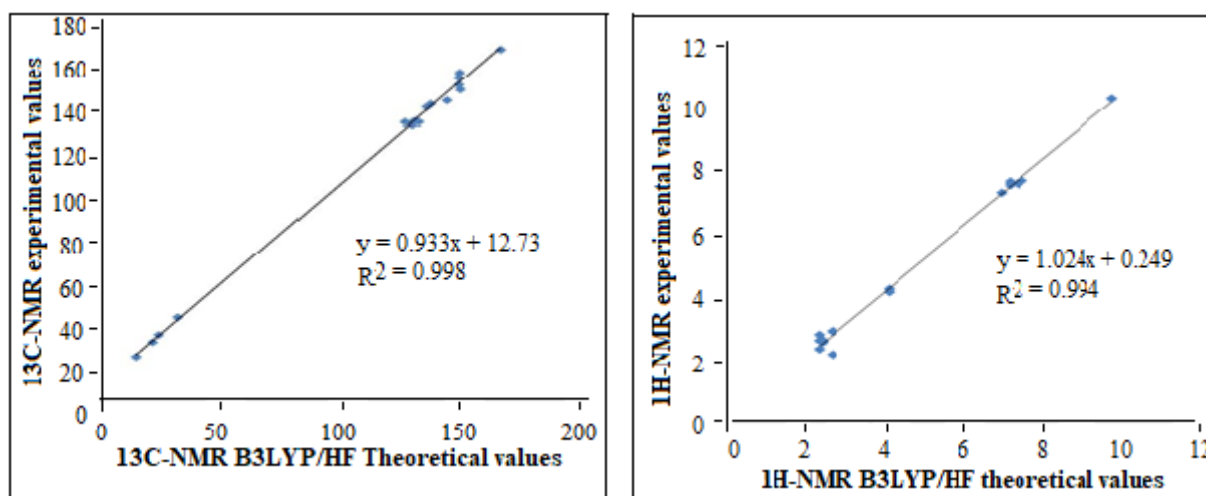 180
160
140
120
100
80
60
40
20
0
13C-NMR experimental values
y = 0.933x + 12.73
R2 = 0.998
0 50 100 150 200
13C-NMR B3LYP/HF Theoretical values
12
10
8
6
4
2
0
1H-NMR experimental values
y = 1.024x + 0.249
R2 = 0.994
0 2 4 6 8 10 12
1H-NMR B3LYP/HF theoretical values